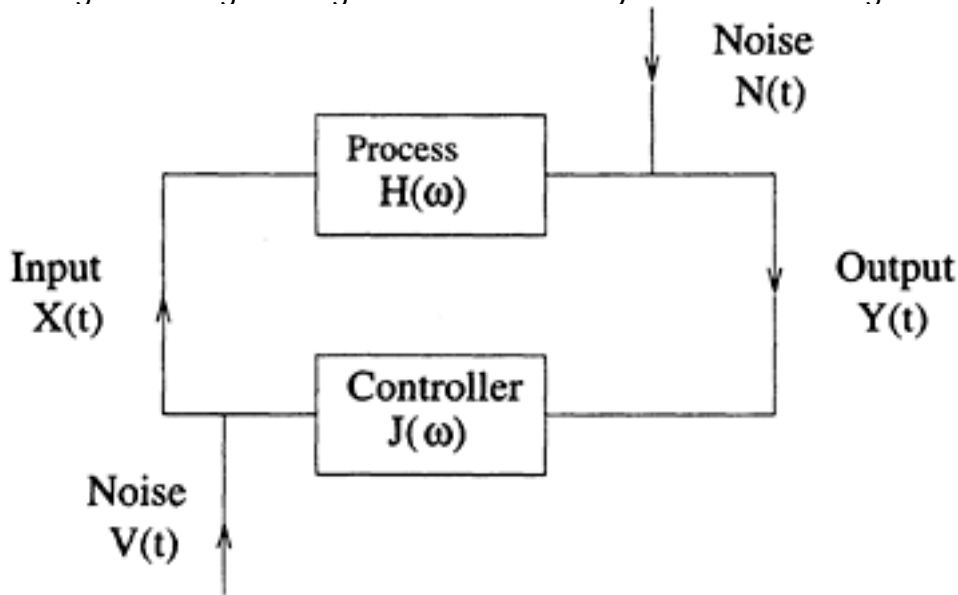 Noise
N(t)
Process
H(ω)
Input
X(t)
Output
Y(t)
Controller
J(ω)
Noise
V(t)